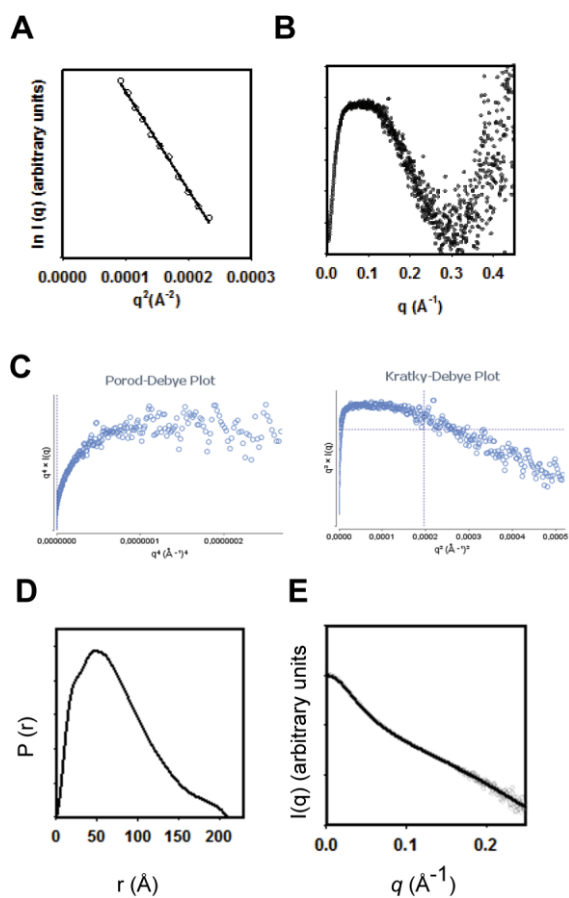 A
ln I (q) (arbitrary units)
0.0000 0.0001 0.0002 0.0003
q²(Å⁻²)
B
0.0 0.1 0.2 0.3 0.4
q (Å⁻¹)
C
Porod-Debye Plot
q⁴ × I(q)
0.0000000 0.0000001 0.0000002
q⁴ (Å⁻¹)⁴
Kratky-Debye Plot
q² × I(q)
0.000 0.0001 0.0002 0.0003 0.0004 0.0005
q² (Å⁻¹)²
D
P (r)
0 50 100 150 200
r (Å)
E
I(q) (arbitrary units
0.0 0.1 0.2
q (Å⁻¹)